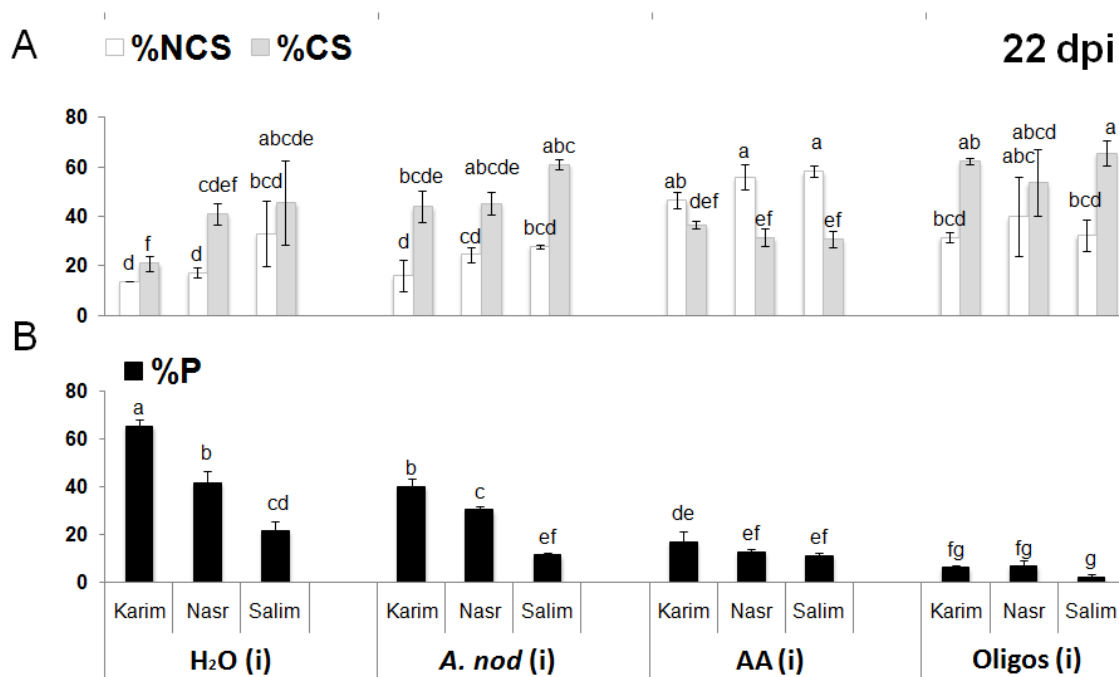 A
%NCS %CS
22 dpi
80
60
40
20
0
d f d cdef bcd abcde
d bcde cd abcde bcd abc
ab def a ef a ef
bcd ab abc abcd bcd a
B
%P
80
60
40
20
0
a b cd
b c ef
de ef ef
fg fg g
Karim Nasr Salim Karim Nasr Salim Karim Nasr Salim Karim Nasr Salim
H₂O (i) A. nod (i) AA (i) Oligos (i)